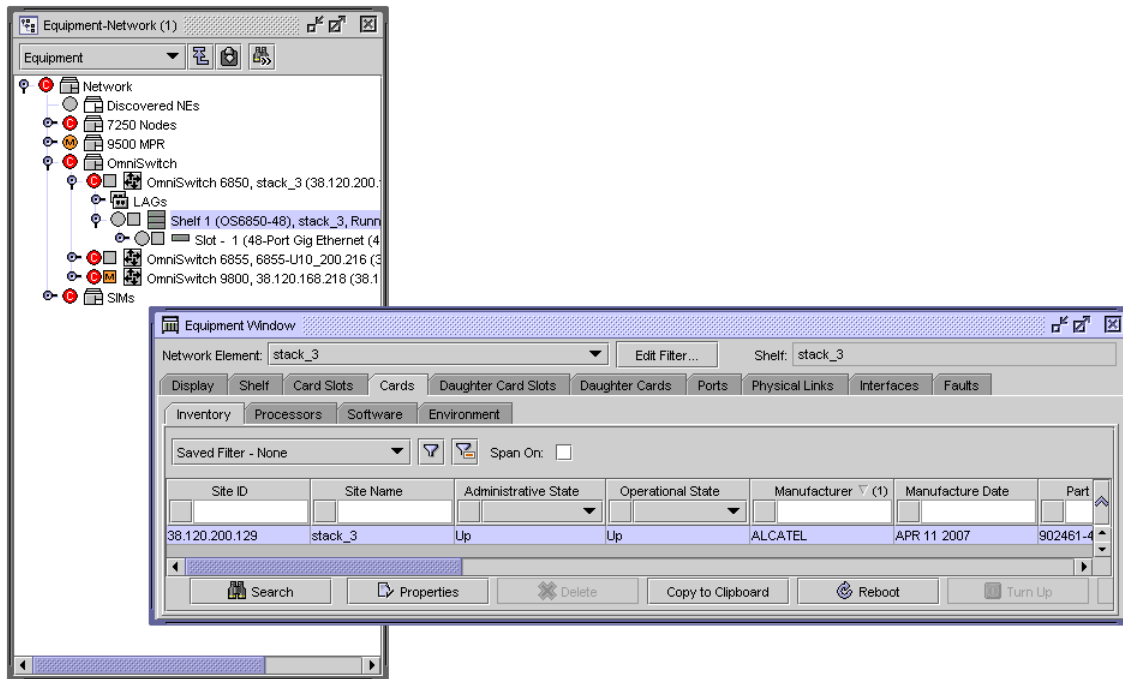 Equipment-Network (1)
Equipment
C Network
Discovered NEs
C 7250 Nodes
M 9500 MPR
C OmniSwitch
C OmniSwitch 6850, stack_3 (38.120.200.
LAGs
Shelf 1 (OS6850-48), stack_3, Runn
Slot - 1 (48-Port Gig Ethernet (4
C OmniSwitch 6855, 6855-U10_200.216 (3
C M OmniSwitch 9800, 38.120.168.218 (38.1
C SIMs
Equipment Window
Network Element: stack_3 Edit Filter... Shelf: stack_3
Display Shelf Card Slots Cards Daughter Card Slots Daughter Cards Ports Physical Links Interfaces Faults
Inventory Processors Software Environment
Saved Filter - None Span On:
Site ID Site Name Administrative State Operational State Manufacturer (1) Manufacture Date Part
38.120.200.129 stack_3 Up Up ALCATEL APR 11 2007 902461-4
Search Properties Delete Copy to Clipboard Reboot Turn Up